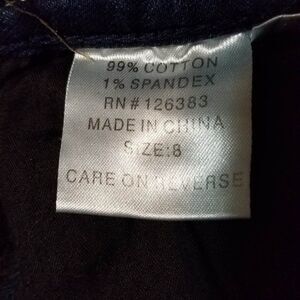 99% COTTON
1% SPANDEX
RN # 126383
MADE IN CHINA
SIZE:8
CARE ON REVERSE